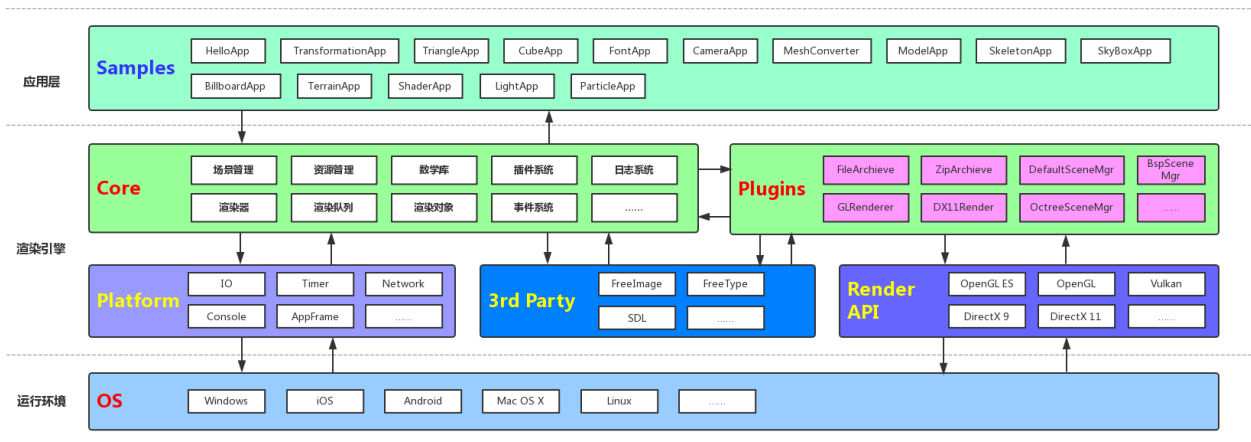 应用层
Samples
HelloApp
TransformationApp
TriangleApp
CubeApp
FontApp
CameraApp
MeshConverter
ModelApp
SkeletonApp
SkyBoxApp
BillboardApp
TerrainApp
ShaderApp
LightApp
ParticleApp
渲染引擎
Core
场景管理
资源管理
数学库
插件系统
日志系统
渲染器
渲染队列
渲染对象
事件系统
......
Plugins
FileArchieve
ZipArchieve
DefaultSceneMgr
BspScene
Mgr
GLRenderer
DX11Render
OctreeSceneMgr
......
Platform
IO
Timer
Network
Console
AppFrame
......
3rd Party
FreeImage
FreeType
SDL
......
Render
API
OpenGL ES
OpenGL
Vulkan
DirectX 9
DirectX 11
......
运行环境
OS
Windows
iOS
Android
Mac OS X
Linux
......